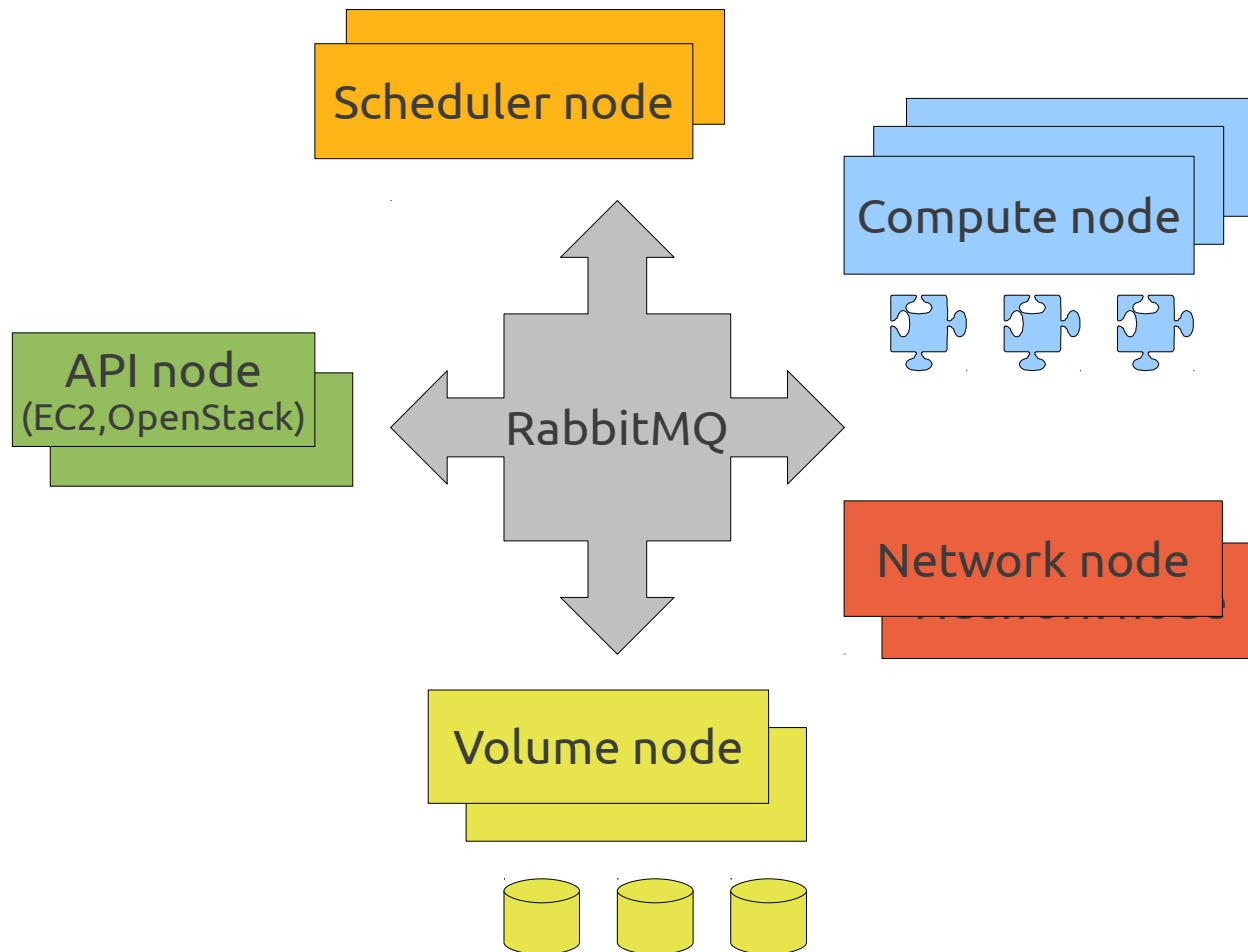 Scheduler node
Compute node
API node
(EC2,OpenStack)
RabbitMQ
Network node
Volume node